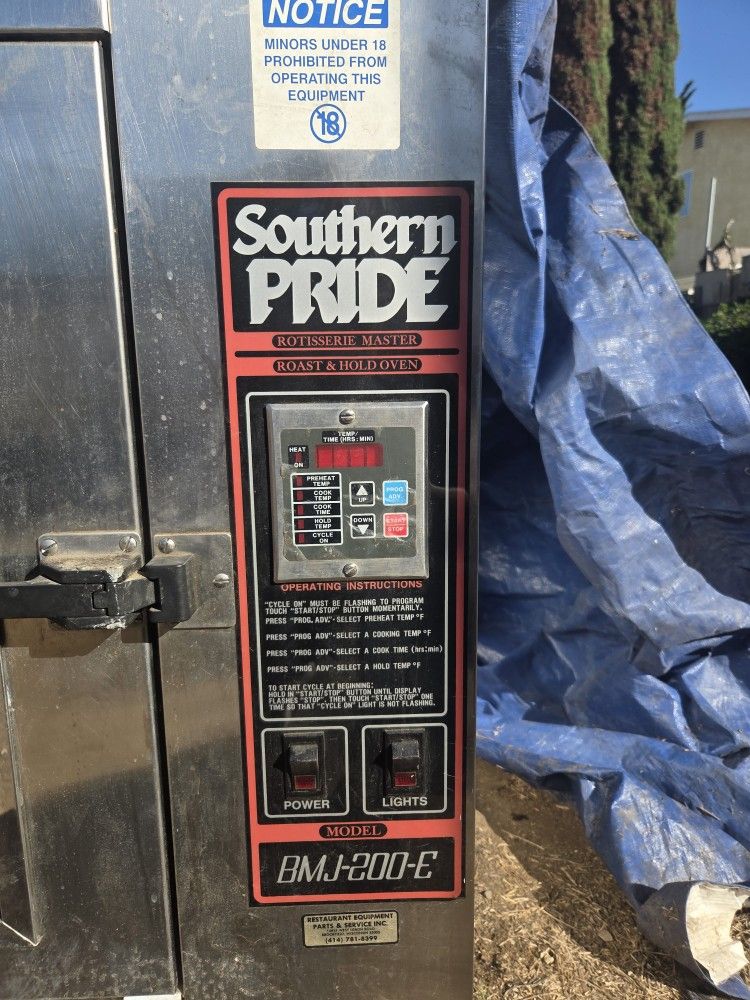 NOTICE
MINORS UNDER 18
PROHIBITED FROM
OPERATING THIS
EQUIPMENT
18
Southern
PRIDE
ROTISSERIE MASTER
ROAST & HOLD OVEN
TEMP/
TIME (HRS:MIN)
HEAT
ON
PREHEAT
TEMP
COOK
TEMP
COOK
TIME
HOLD
TEMP
CYCLE
ON
UP
PROG
ADV.
DOWN
START
STOP
OPERATING INSTRUCTIONS
"CYCLE ON" MUST BE FLASHING TO PROGRAM
TOUCH "START/STOP" BUTTON MOMENTARILY.
PRESS "PROG. ADV."-SELECT PREHEAT TEMP °F
PRESS "PROG ADV"-SELECT A COOKING TEMP °F
PRESS "PROG ADV"-SELECT A COOK TIME (hrs:min)
PRESS "PROG ADV"-SELECT A HOLD TEMP °F
TO START CYCLE AT BEGINNING:
HOLD IN "START/STOP" BUTTON UNTIL DISPLAY
FLASHES "STOP". THEN TOUCH "START/STOP" ONE
TIME SO THAT "CYCLE ON" LIGHT IS NOT FLASHING.
POWER
LIGHTS
MODEL
BMJ-200-E
RESTAURANT EQUIPMENT
PARTS & SERVICE INC.
(414) 781-8399